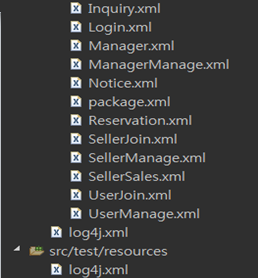 Inquiry.xml
Login.xml
Manager.xml
ManagerManage.xml
Notice.xml
package.xml
Reservation.xml
SellerJoin.xml
SellerManage.xml
SellerSales.xml
UserJoin.xml
UserManage.xml
log4j.xml
src/test/resources
log4j.xml